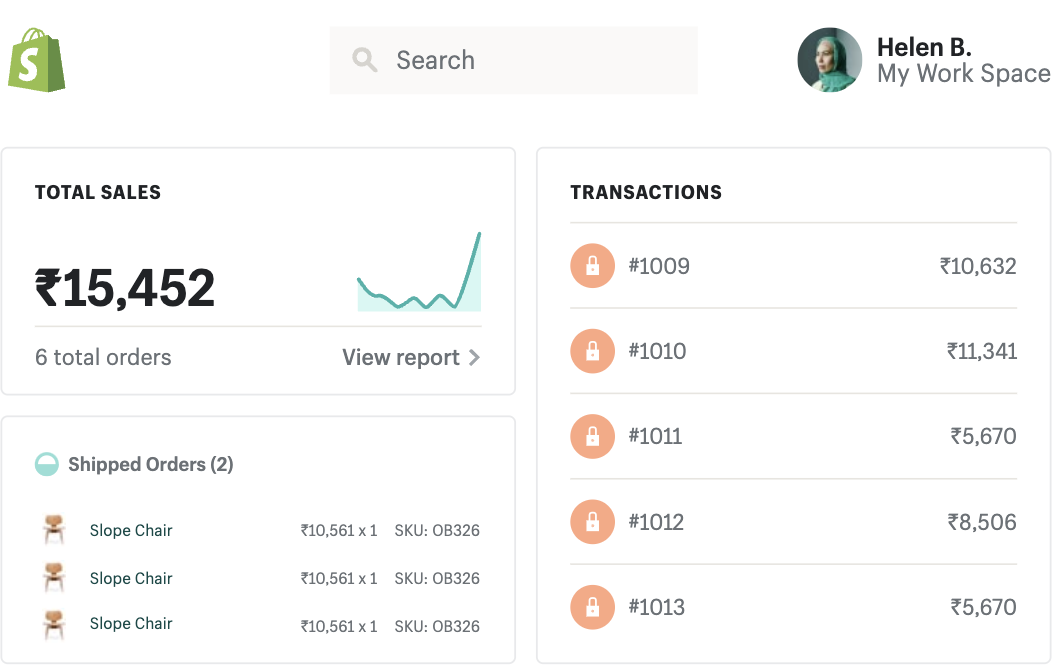 S
Search
Helen B.
My Work Space
TOTAL SALES
₹15,452
6 total orders View report
Shipped Orders (2)
Slope Chair ₹10,561 x 1 SKU: OB326
Slope Chair ₹10,561 x 1 SKU: OB326
Slope Chair ₹10,561 x 1 SKU: OB326
TRANSACTIONS
#1009 ₹10,632
#1010 ₹11,341
#1011 ₹5,670
#1012 ₹8,506
#1013 ₹5,670